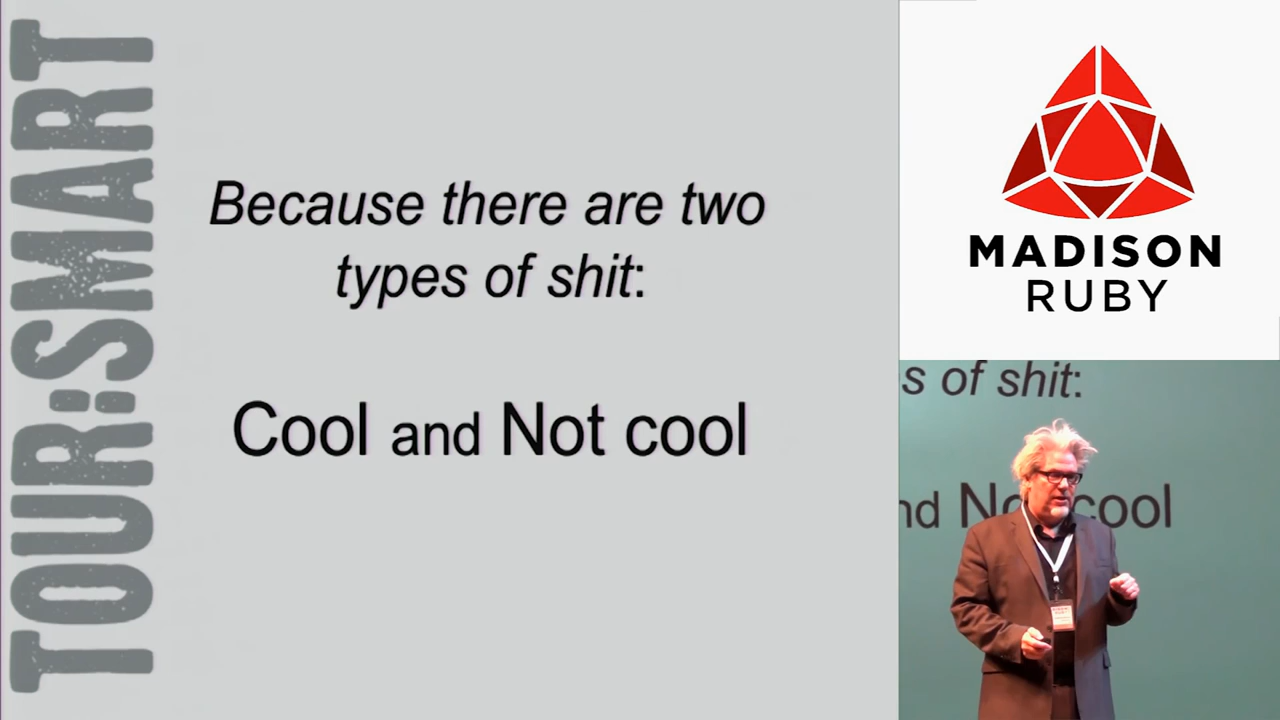 TOUR:SMART
Because there are two
types of shit:
Cool and Not cool
MADISON
RUBY
s of shit:
nd Not cool